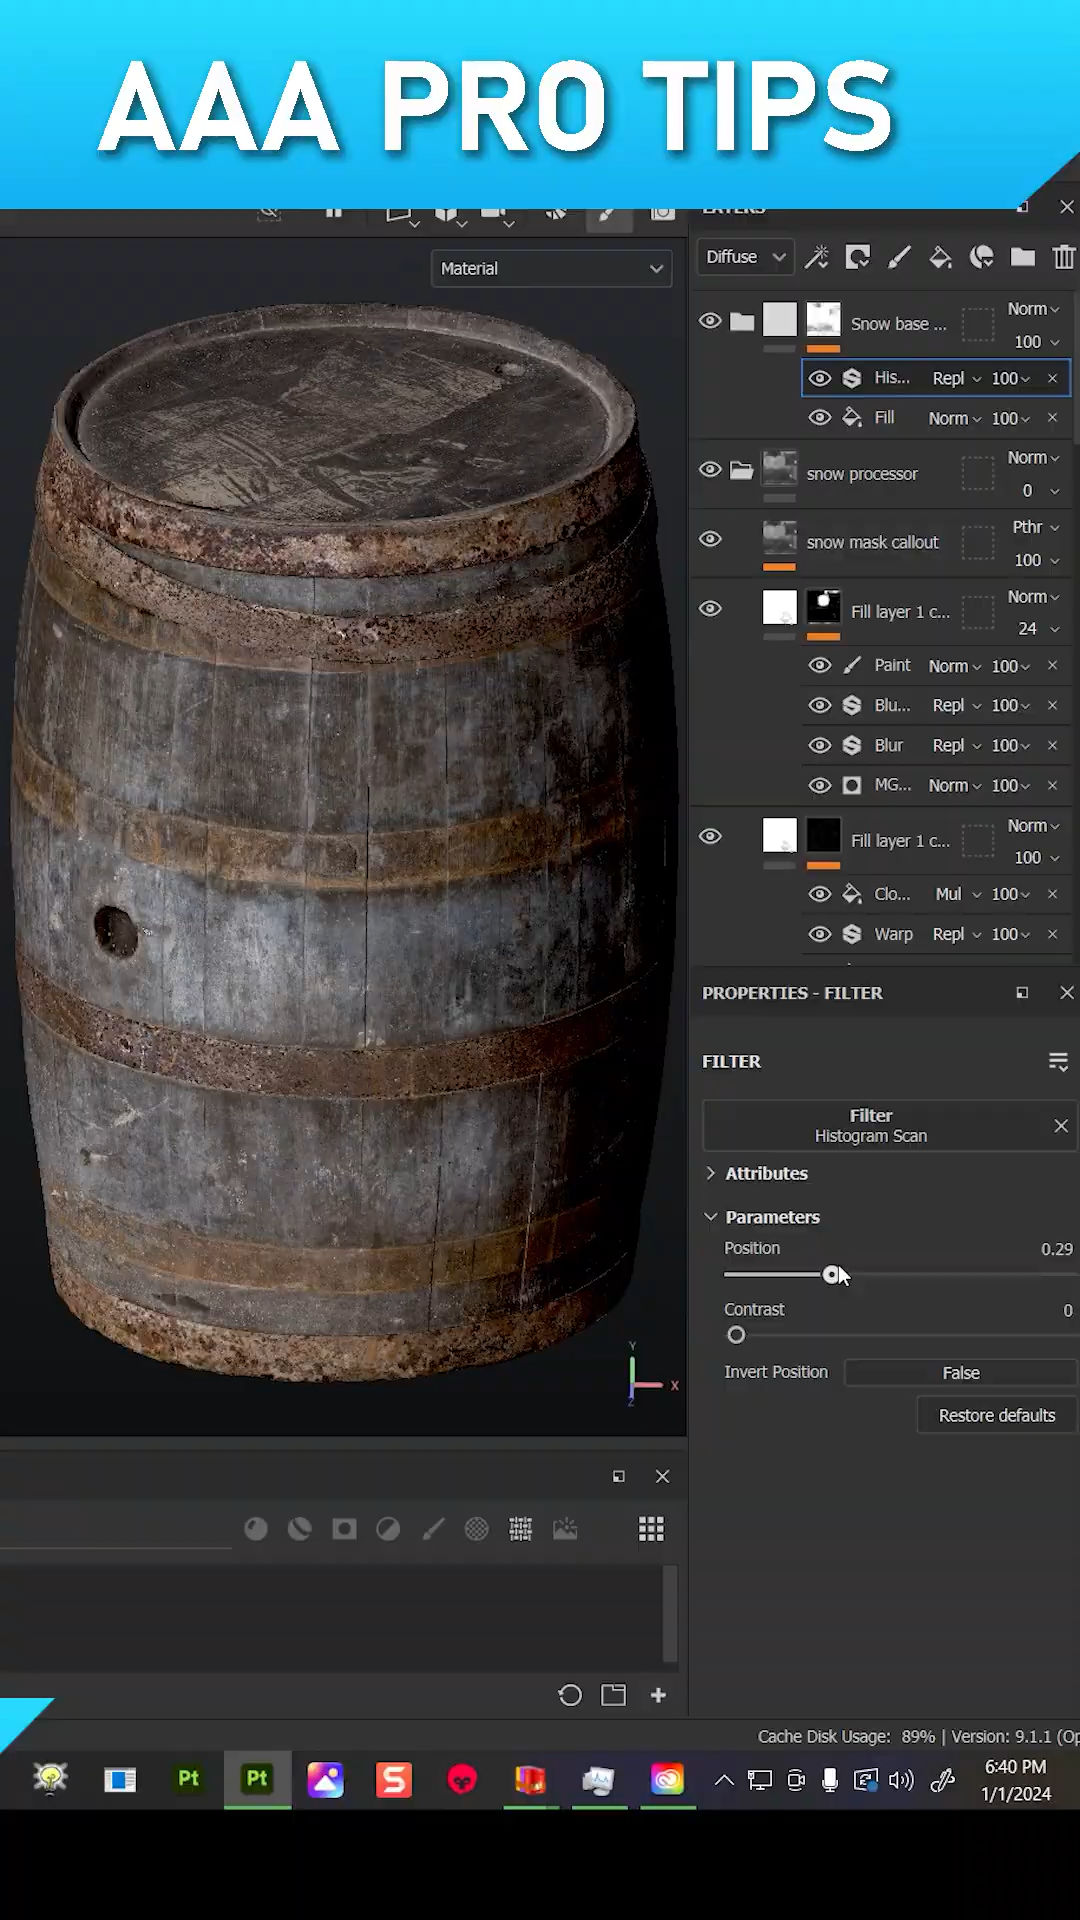 AAA PRO TIPS
LAYERS
Material
Diffuse
Snow base ...
Norm
100
His...
Repl
100
Fill
Norm
100
snow processor
Norm
0
snow mask callout
Pthr
100
Fill layer 1 c...
Norm
24
Paint
Norm
100
Blu...
Repl
100
Blur
Repl
100
MG...
Norm
100
Fill layer 1 c...
Norm
100
Clo...
Mul
100
Warp
Repl
100
PROPERTIES - FILTER
FILTER
Filter
Histogram Scan
Attributes
Parameters
Position
0.29
Contrast
0
Invert Position
False
Restore defaults
Y
X
Z
Cache Disk Usage: 89% | Version: 9.1.1 (Op
Pt
Pt
S
6:40 PM
1/1/2024